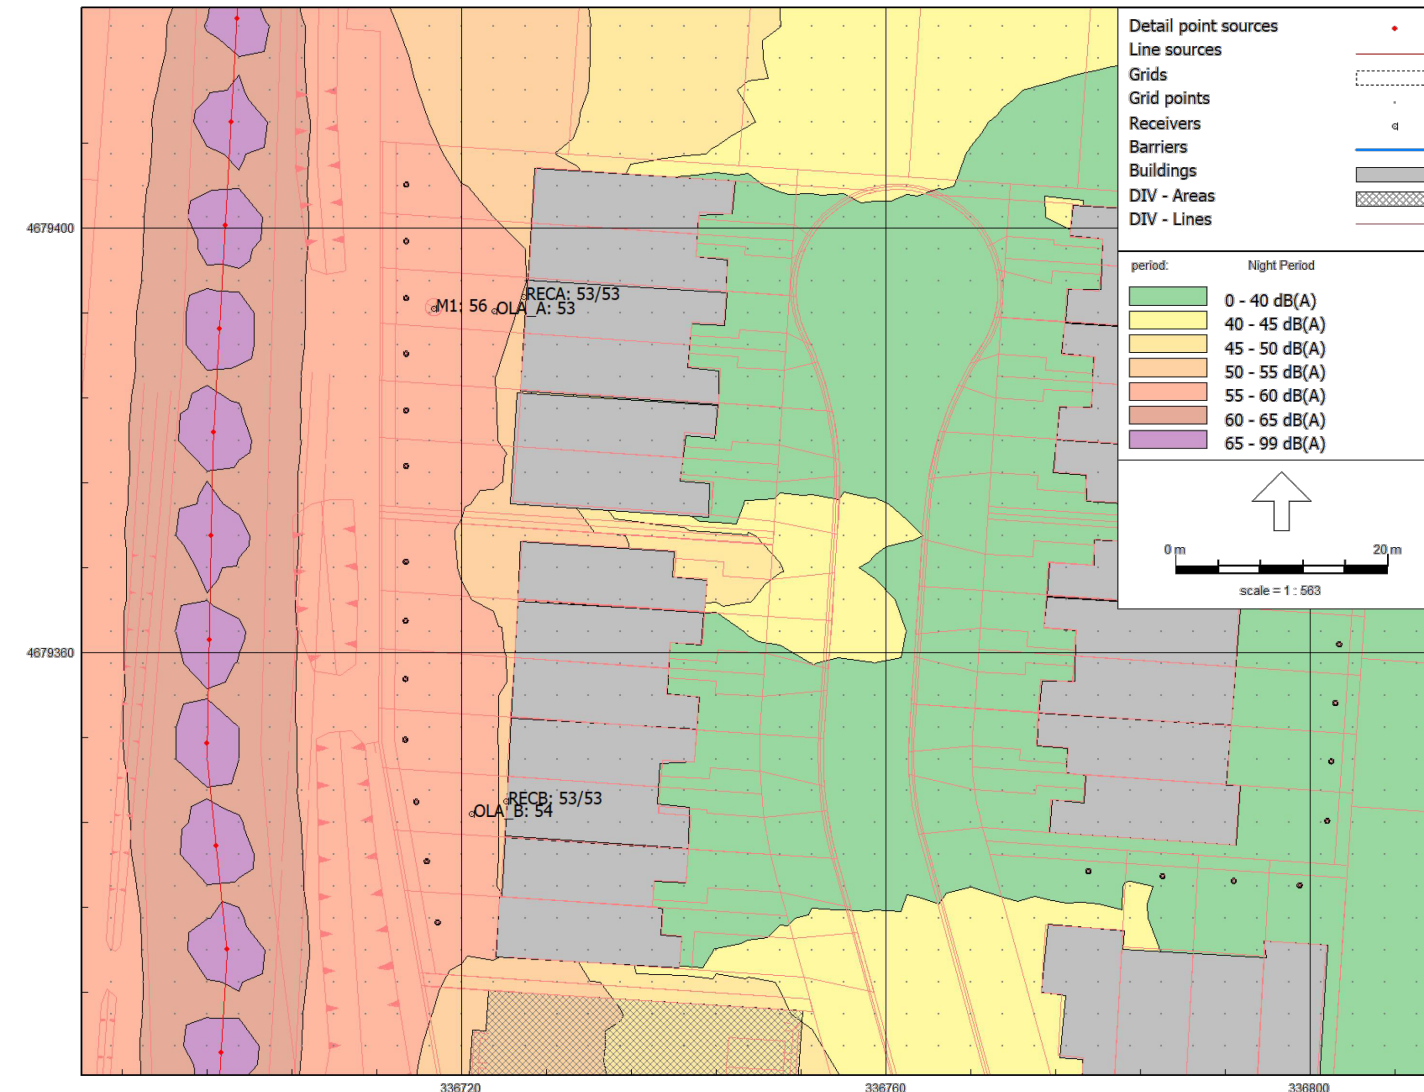 Detail point sources
Line sources
Grids
Grid points
Receivers
Barriers
Buildings
DIV - Areas
DIV - Lines
period: Night Period
0 - 40 dB(A)
40 - 45 dB(A)
45 - 50 dB(A)
50 - 55 dB(A)
55 - 60 dB(A)
60 - 65 dB(A)
65 - 99 dB(A)
0 m 20 m
scale = 1 : 563
4679400
RECA: 53/53
M1: 56 OLA_A: 53
4679360
RECB: 53/53
OLA_B: 54
336720 336760 336800